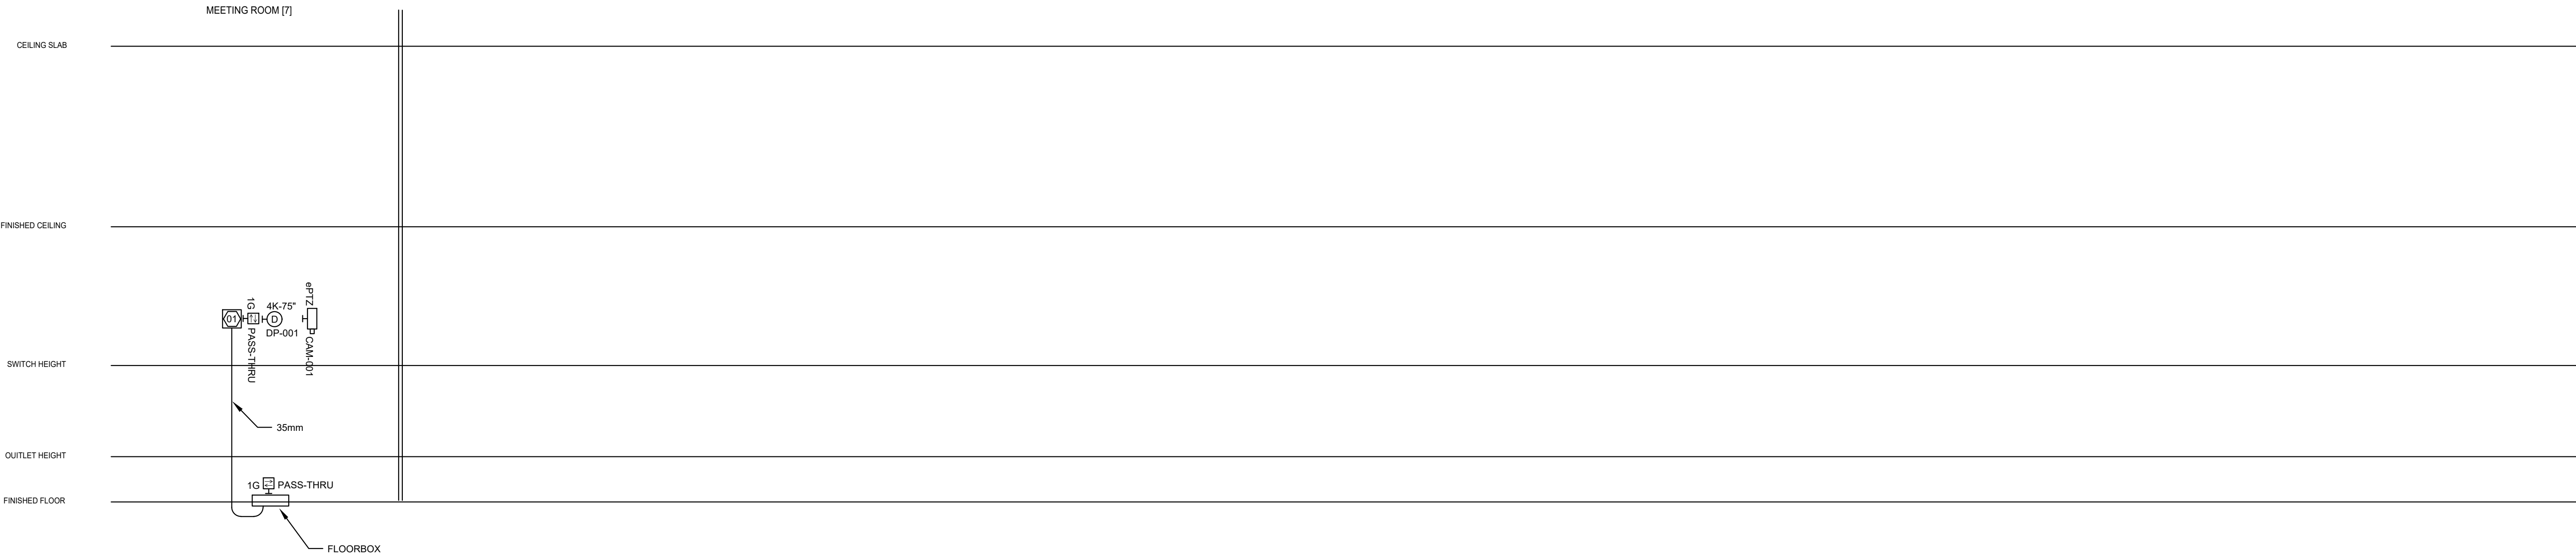 MEETING ROOM [7]
CEILING SLAB
FINISHED CEILING
ePTZ
1G
4K-75"
01
D
DP-001
PASS-THRU
CAM-001
SWITCH HEIGHT
35mm
OUITLET HEIGHT
1G PASS-THRU
FINISHED FLOOR
FLOORBOX